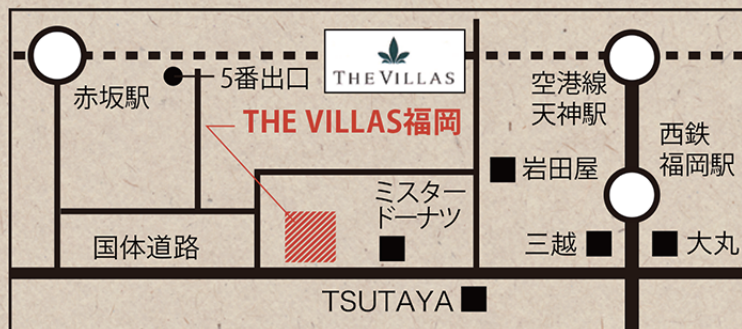 THE VILLAS
赤坂駅
5番出口
THE VILLAS福岡
空港線
天神駅
西鉄
福岡駅
岩田屋
ミスター
ドーナツ
国体道路
三越
大丸
TSUTAYA